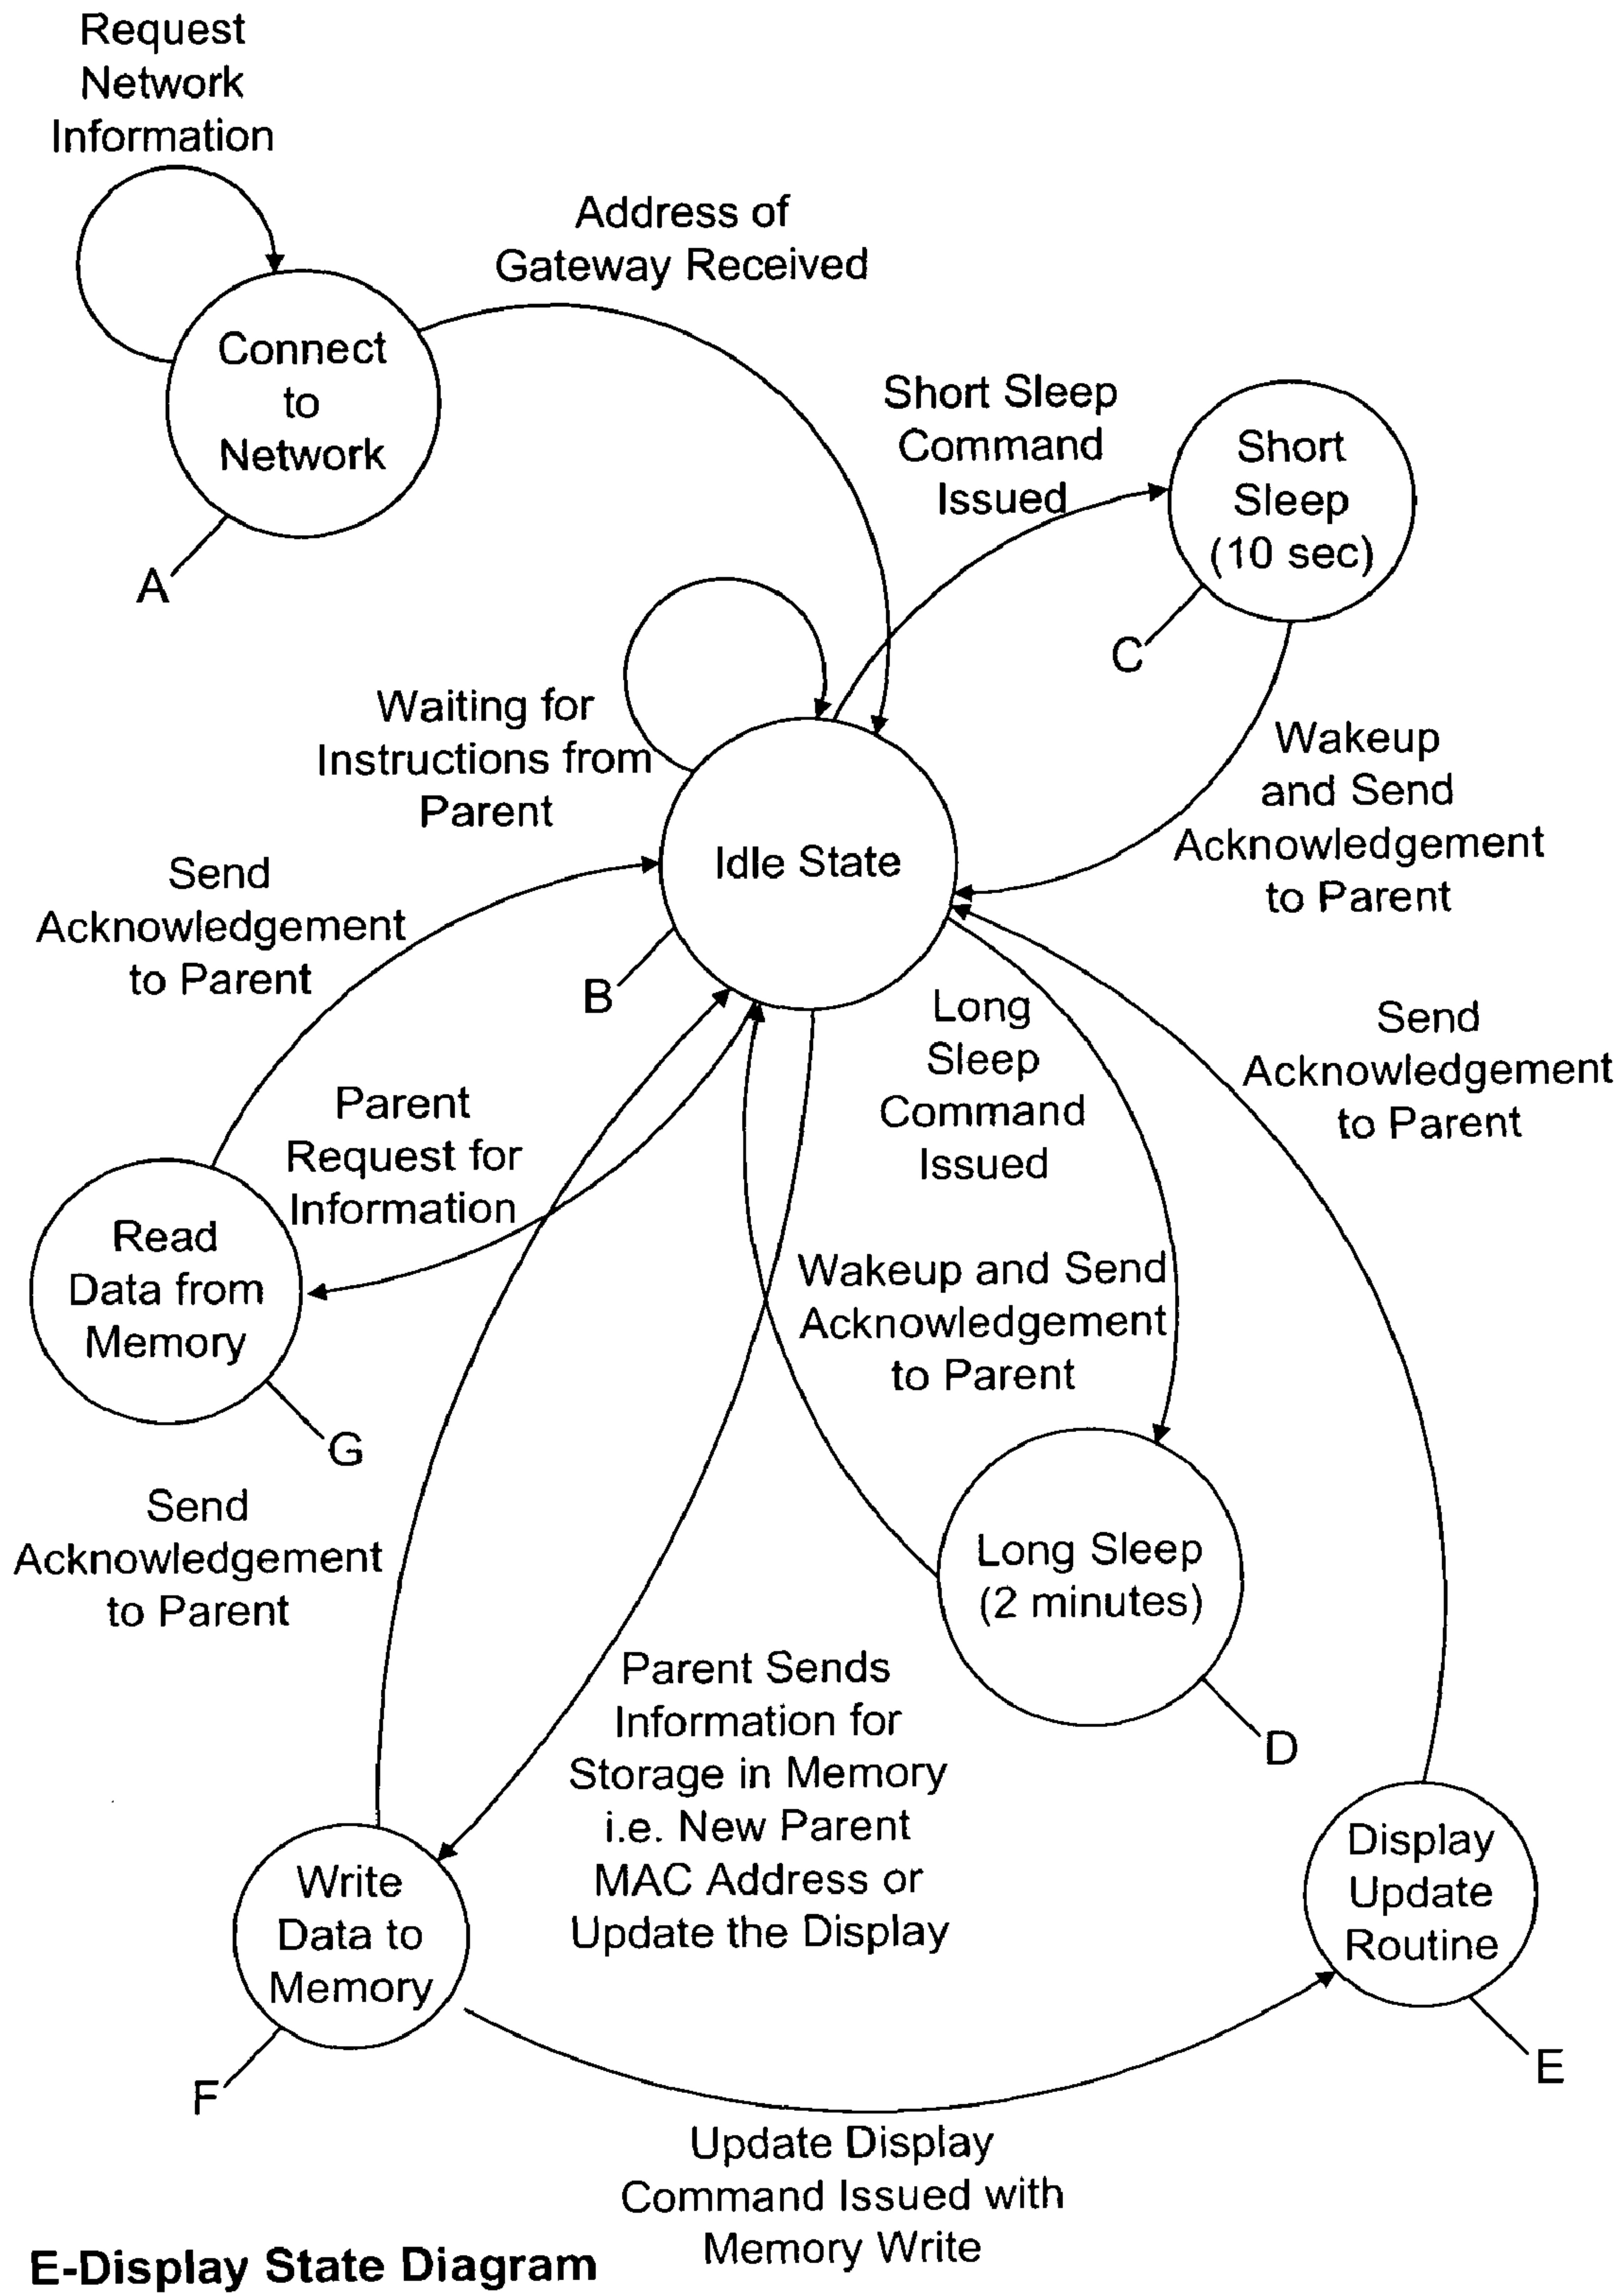 Request
Network
Information
Address of
Gateway Received
Connect
to
Network
A
Short Sleep
Command
Issued
Short
Sleep
(10 sec)
C
Waiting for
Instructions from
Parent
Wakeup
and Send
Acknowledgement
to Parent
Idle State
B
Send
Acknowledgement
to Parent
Long
Sleep
Command
Issued
Send
Acknowledgement
to Parent
Parent
Request for
Information
Read
Data from
Memory
G
Wakeup and Send
Acknowledgement
to Parent
Send
Acknowledgement
to Parent
Long Sleep
(2 minutes)
D
Parent Sends
Information for
Storage in Memory
i.e. New Parent
MAC Address or
Update the Display
Write
Data to
Memory
F
Display
Update
Routine
E
Update Display
Command Issued with
Memory Write
E-Display State Diagram